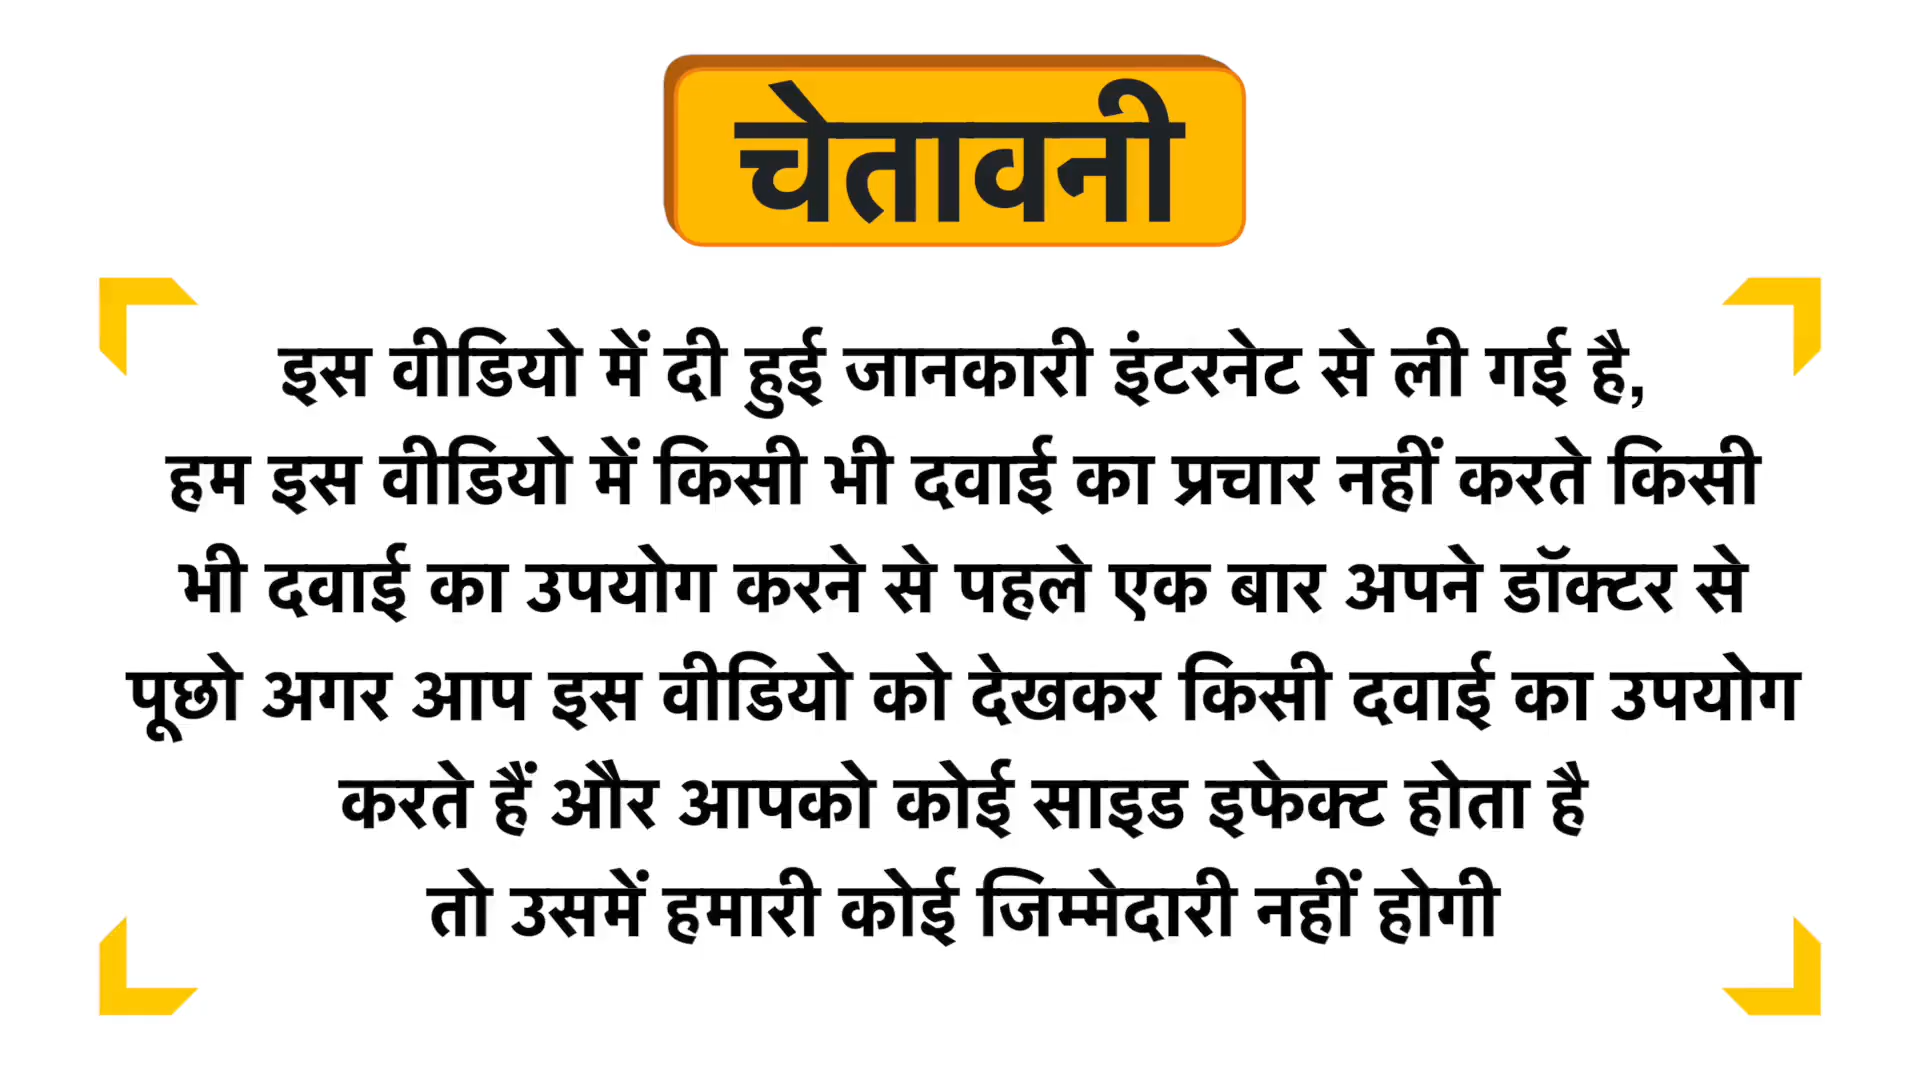 चेतावनी
इस वीडियो में दी हुई जानकारी इंटरनेट से ली गई है,
हम इस वीडियो में किसी भी दवाई का प्रचार नहीं करते किसी
भी दवाई का उपयोग करने से पहले एक बार अपने डॉक्टर से
पूछो अगर आप इस वीडियो को देखकर किसी दवाई का उपयोग
करते हैं और आपको कोई साइड इफेक्ट होता है
तो उसमें हमारी कोई जिम्मेदारी नहीं होगी